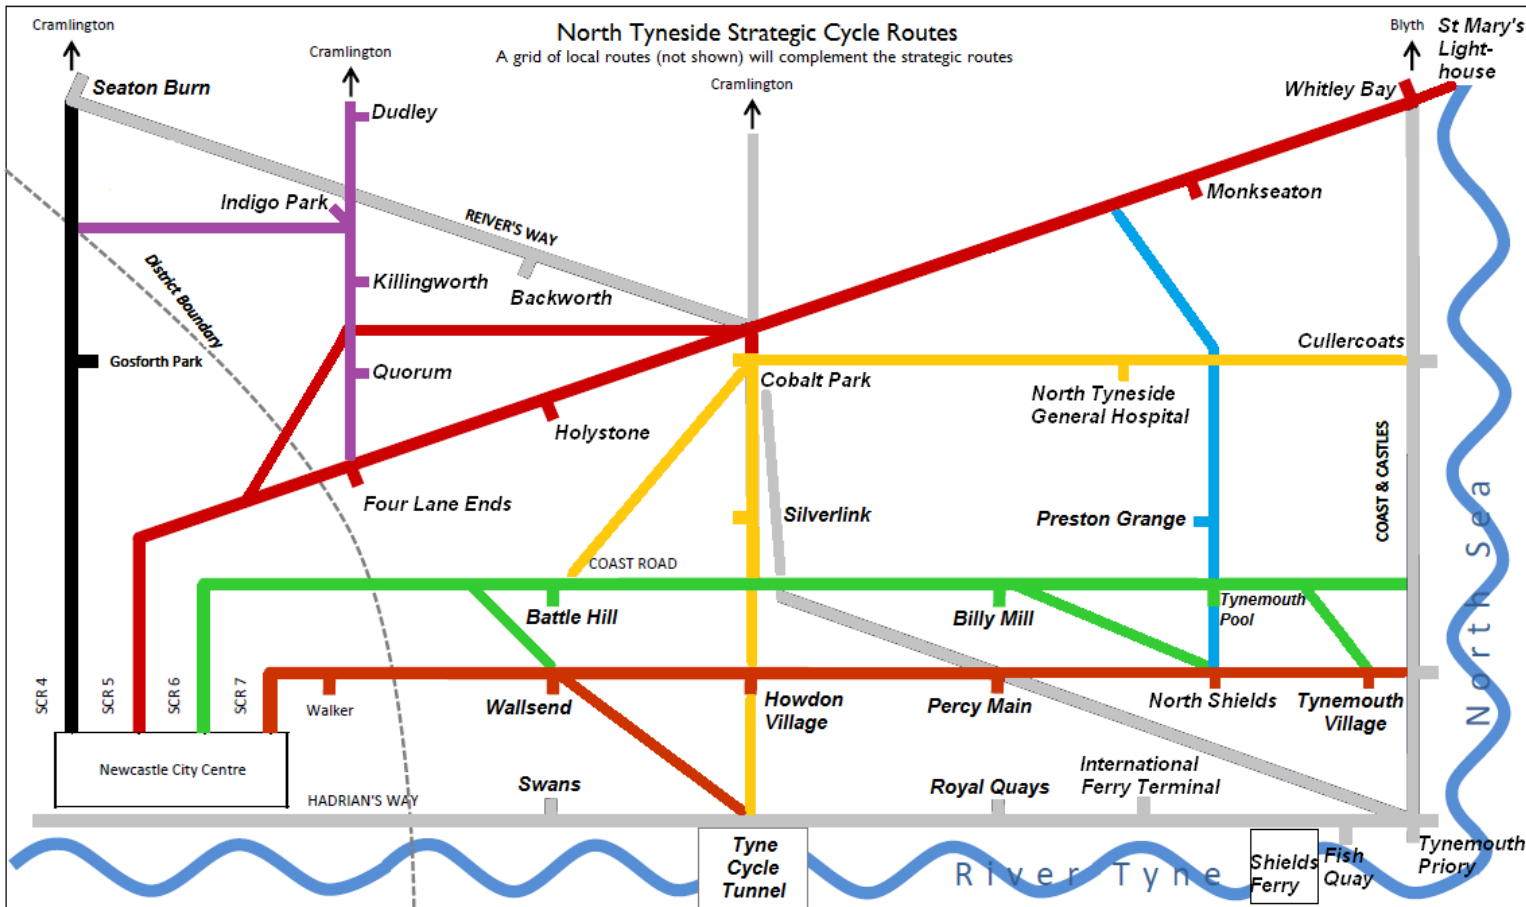 North Tyneside Strategic Cycle Routes
A grid of local routes (not shown) will complement the strategic routes
Cramlington
Cramlington
Cramlington
Blyth
St Mary's
Light-
house
Seaton Burn
Dudley
Whitley Bay
Indigo Park
REIVER'S WAY
Monkseaton
District Boundary
Killingworth
Backworth
Gosforth Park
Quorum
Cobalt Park
Cullercoats
North Tyneside
General Hospital
Holystone
COAST & CASTLES
Four Lane Ends
Silverlink
Preston Grange
North Sea
COAST ROAD
Battle Hill
Billy Mill
Tynemouth
Pool
SCR 4
SCR 5
SCR 6
SCR 7
Walker
Wallsend
Howdon
Village
Percy Main
North Shields
Tynemouth
Village
Newcastle City Centre
HADRIAN'S WAY
Swans
Royal Quays
International
Ferry Terminal
Tyne
Cycle
Tunnel
River Tyne
Shields
Ferry
Fish
Quay
Tynemouth
Priory